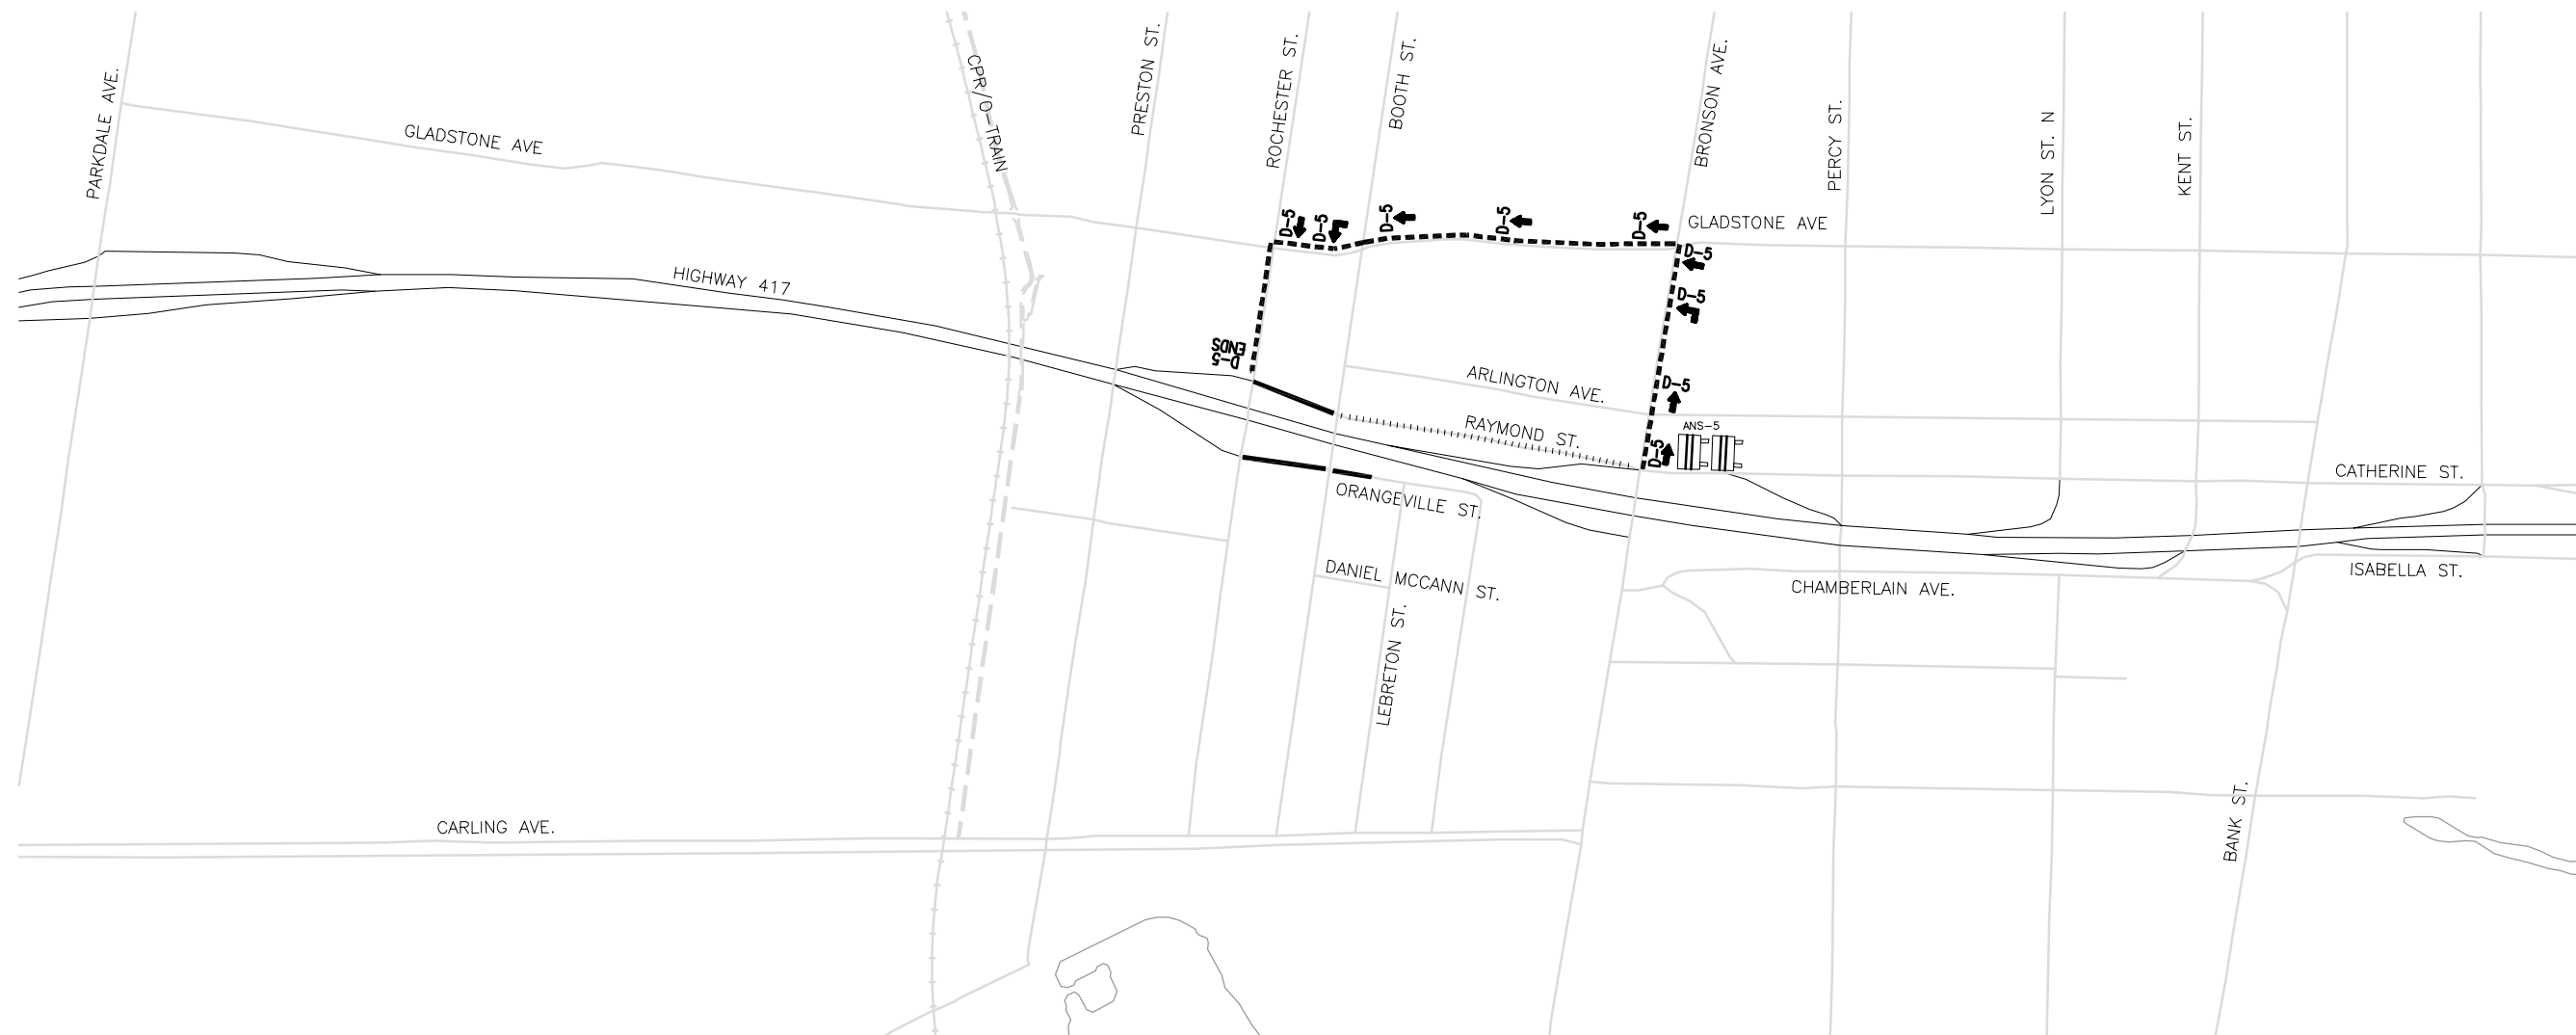 PARKDALE AVE.
GLADSTONE AVE
CPR/O-TRAIN
PRESTON ST.
ROCHESTER ST.
BOOTH ST.
BRONSON AVE.
PERCY ST.
LYON ST. N
KENT ST.
D-5
D-5
D-5
D-5
D-5
GLADSTONE AVE
D-5
D-5
HIGHWAY 417
D-5
ENDS
ARLINGTON AVE.
D-5
RAYMOND ST.
D-5
ANS-5
CATHERINE ST.
ORANGEVILLE ST.
DANIEL MCCANN ST.
CHAMBERLAIN AVE.
ISABELLA ST.
LEBRETON ST.
CARLING AVE.
BANK ST.